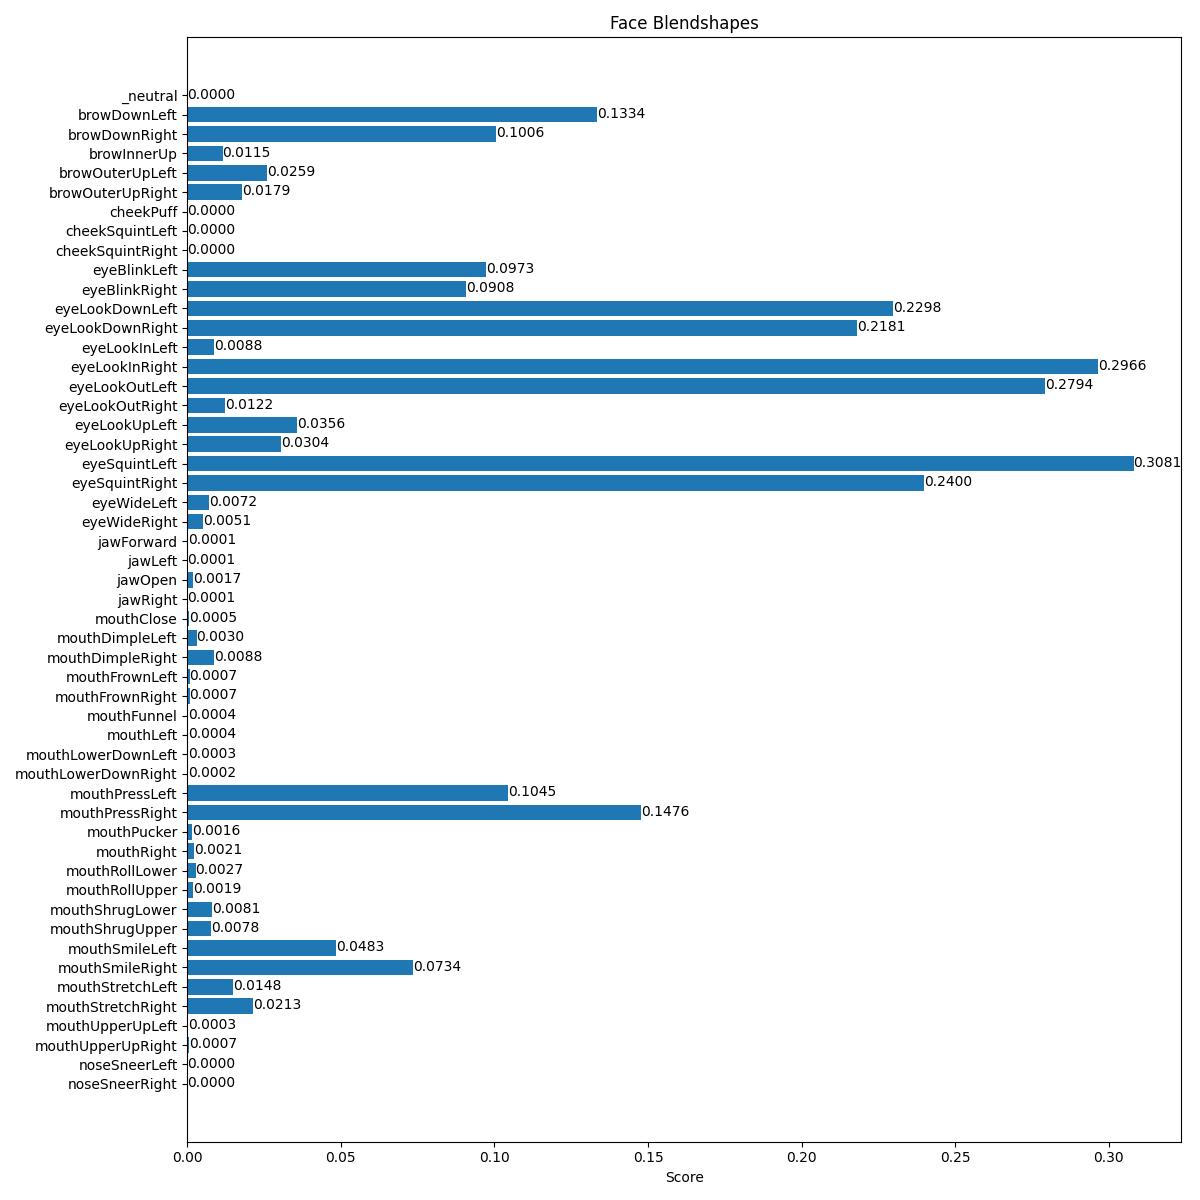 Face Blendshapes
_neutral 0.0000
browDownLeft 0.1334
browDownRight 0.1006
browInnerUp 0.0115
browOuterUpLeft 0.0259
browOuterUpRight 0.0179
cheekPuff 0.0000
cheekSquintLeft 0.0000
cheekSquintRight 0.0000
eyeBlinkLeft 0.0973
eyeBlinkRight 0.0908
eyeLookDownLeft 0.2298
eyeLookDownRight 0.2181
eyeLookInLeft 0.0088
eyeLookInRight 0.2966
eyeLookOutLeft 0.2794
eyeLookOutRight 0.0122
eyeLookUpLeft 0.0356
eyeLookUpRight 0.0304
eyeSquintLeft 0.3081
eyeSquintRight 0.2400
eyeWideLeft 0.0072
eyeWideRight 0.0051
jawForward 0.0001
jawLeft 0.0001
jawOpen 0.0017
jawRight 0.0001
mouthClose 0.0005
mouthDimpleLeft 0.0030
mouthDimpleRight 0.0088
mouthFrownLeft 0.0007
mouthFrownRight 0.0007
mouthFunnel 0.0004
mouthLeft 0.0004
mouthLowerDownLeft 0.0003
mouthLowerDownRight 0.0002
mouthPressLeft 0.1045
mouthPressRight 0.1476
mouthPucker 0.0016
mouthRight 0.0021
mouthRollLower 0.0027
mouthRollUpper 0.0019
mouthShrugLower 0.0081
mouthShrugUpper 0.0078
mouthSmileLeft 0.0483
mouthSmileRight 0.0734
mouthStretchLeft 0.0148
mouthStretchRight 0.0213
mouthUpperUpLeft 0.0003
mouthUpperUpRight 0.0007
noseSneerLeft 0.0000
noseSneerRight 0.0000
0.00 0.05 0.10 0.15 0.20 0.25 0.30
Score